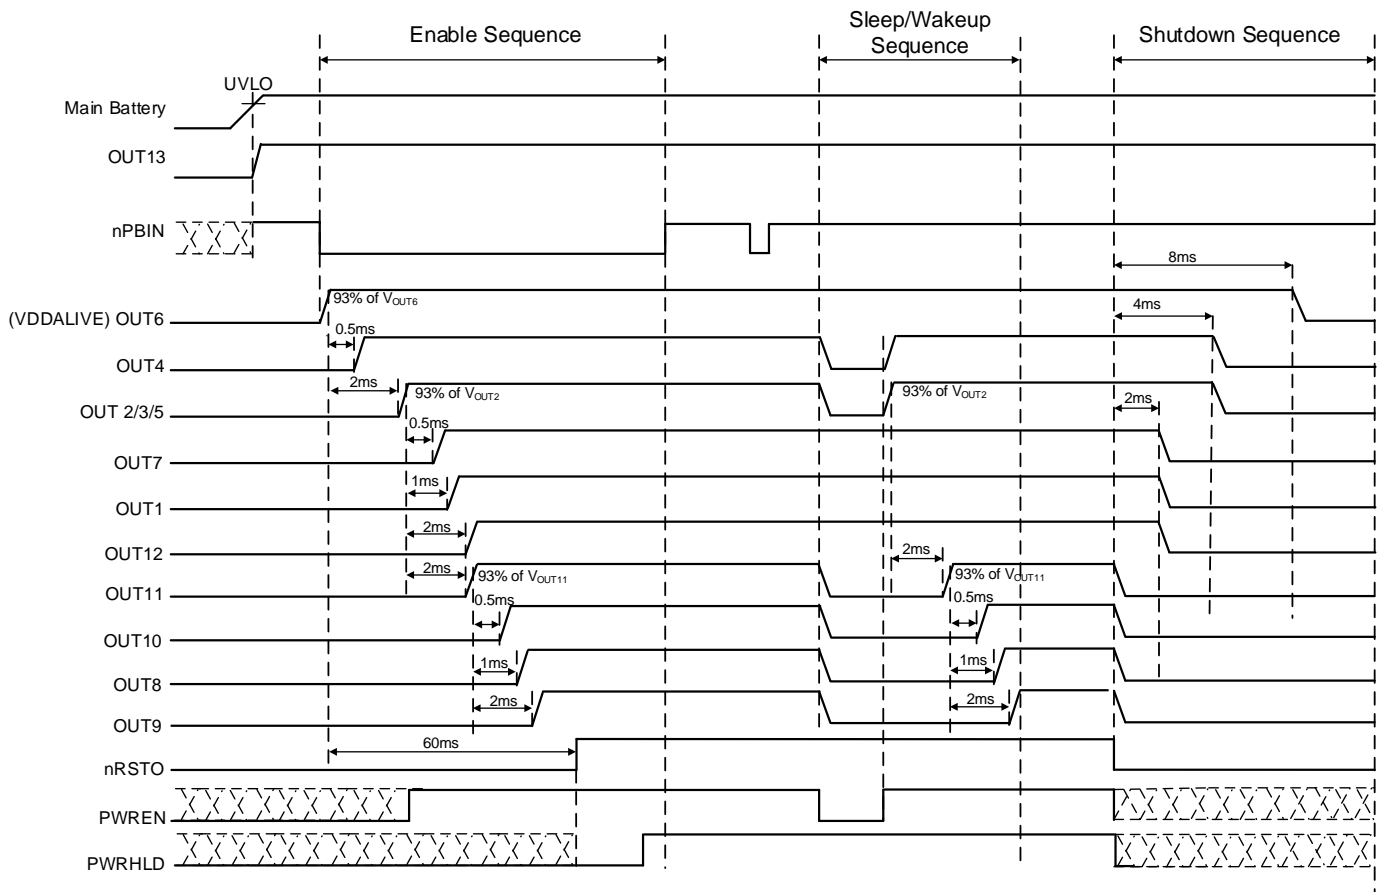 Enable Sequence
Sleep/Wakeup
Sequence
Shutdown Sequence
UVLO
Main Battery
OUT13
nPBIN
8ms
(VDDALIVE) OUT6
93% of VOUT6
4ms
0.5ms
OUT4
2ms
93% of VOUT2
93% of VOUT2
OUT 2/3/5
2ms
0.5ms
OUT7
1ms
OUT1
2ms
OUT12
2ms
2ms
93% of VOUT11
93% of VOUT11
OUT11
0.5ms
0.5ms
OUT10
1ms
1ms
OUT8
2ms
2ms
OUT9
60ms
nRSTO
PWREN
PWRHLD